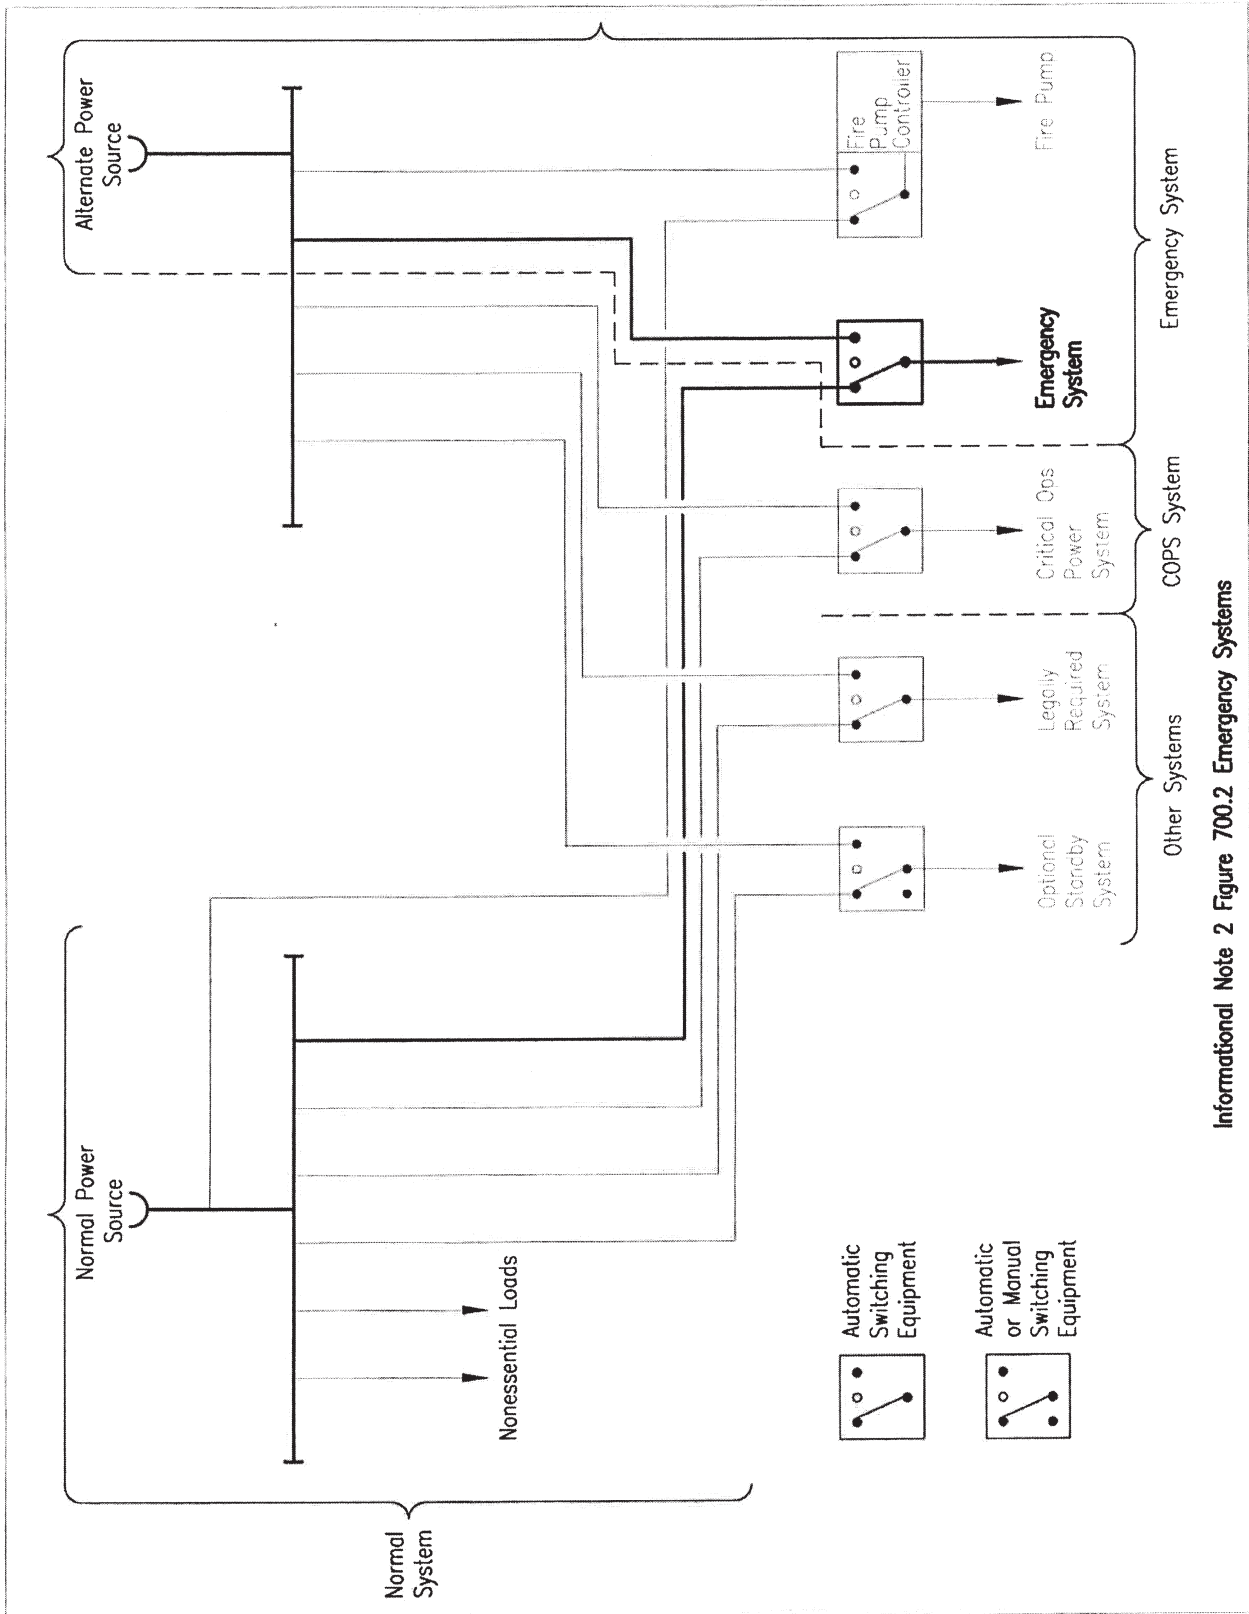 Normal Power
Source
Alternate Power
Source
Normal
System
Nonessential Loads
Fire
Pump
Controller
Automatic
Switching
Equipment
Automatic
or Manual
Switching
Equipment
Optional
Standby
System
Legally
Required
System
Critical Ops
Power
System
Emergency
System
Fire Pump
Other Systems
COPS System
Emergency System
Informational Note 2 Figure 700.2 Emergency Systems